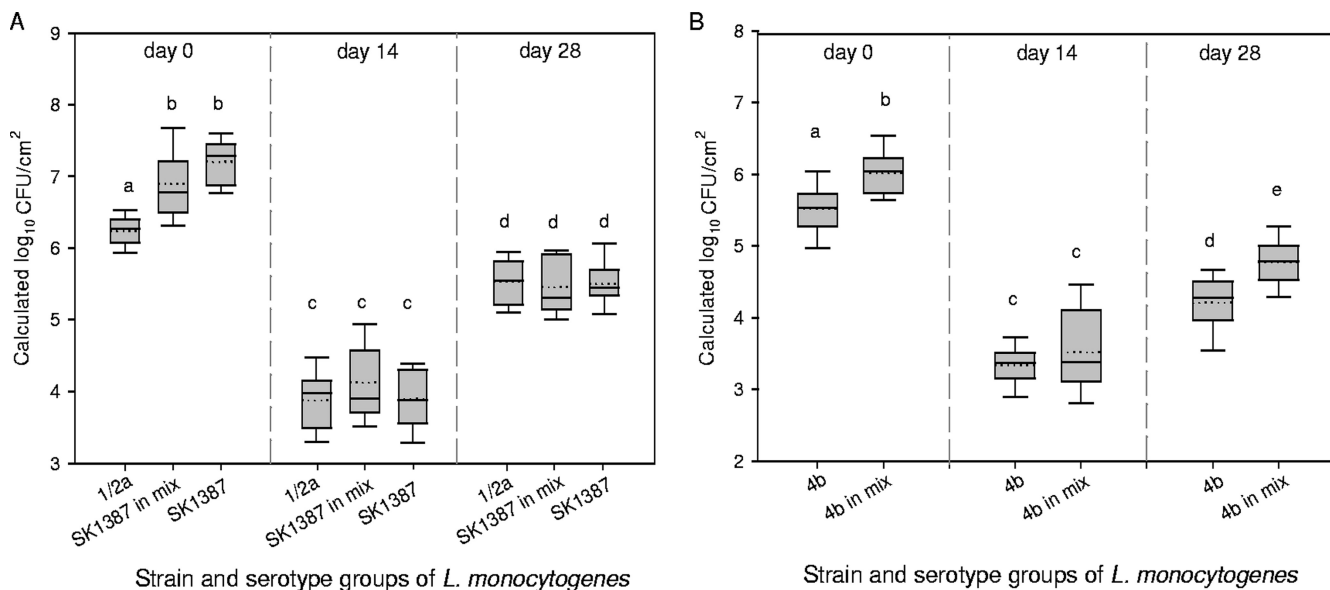 A
day 0
day 14
day 28
9
8
7
6
5
4
3
Calculated log10 CFU/cm2
a
b
b
c
c
c
d
d
d
1/2a
SK1387 in mix
SK1387
1/2a
SK1387 in mix
SK1387
1/2a
SK1387 in mix
SK1387
Strain and serotype groups of L. monocytogenes
B
day 0
day 14
day 28
8
7
6
5
4
3
2
Calculated log10 CFU/cm2
a
b
c
c
d
e
4b
4b in mix
4b
4b in mix
4b
4b in mix
Strain and serotype groups of L. monocytogenes